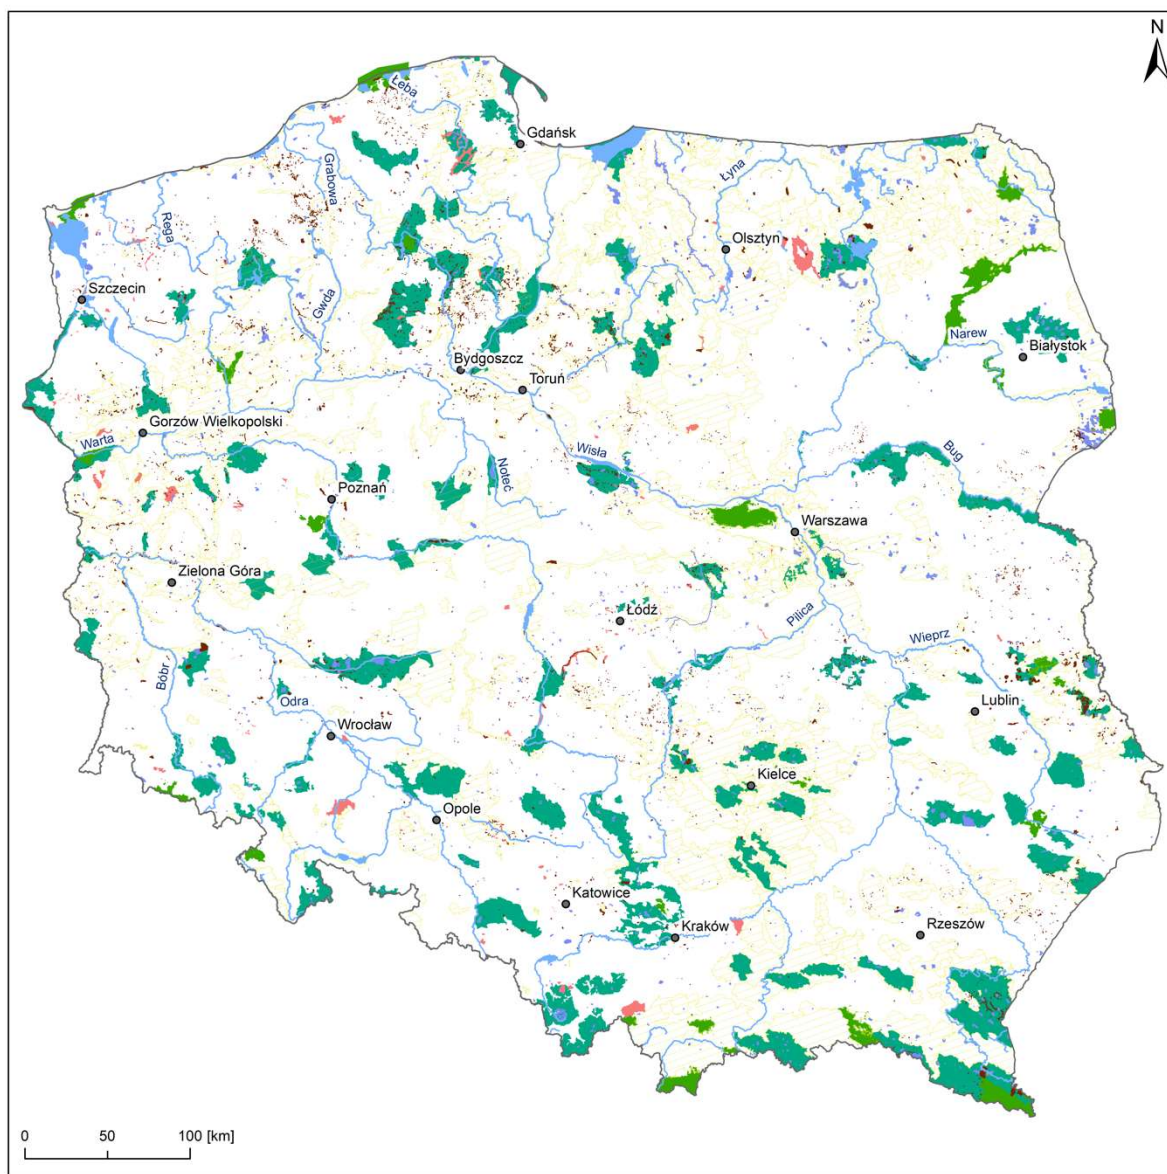 N
Łeba
Gdańsk
Grabowa
Łyna
Rega
Olsztyn
Szczecin
Gwda
Narew
Białystok
Bydgoszcz
Toruń
Gorzów Wielkopolski
Warta
Wisła
Bug
Noteć
Poznań
Warszawa
Zielona Góra
Łódź
Pilica
Wieprz
Bóbr
Odra
Lublin
Wrocław
Kielce
Opole
Katowice
Kraków
Rzeszów
0 50 100 [km]